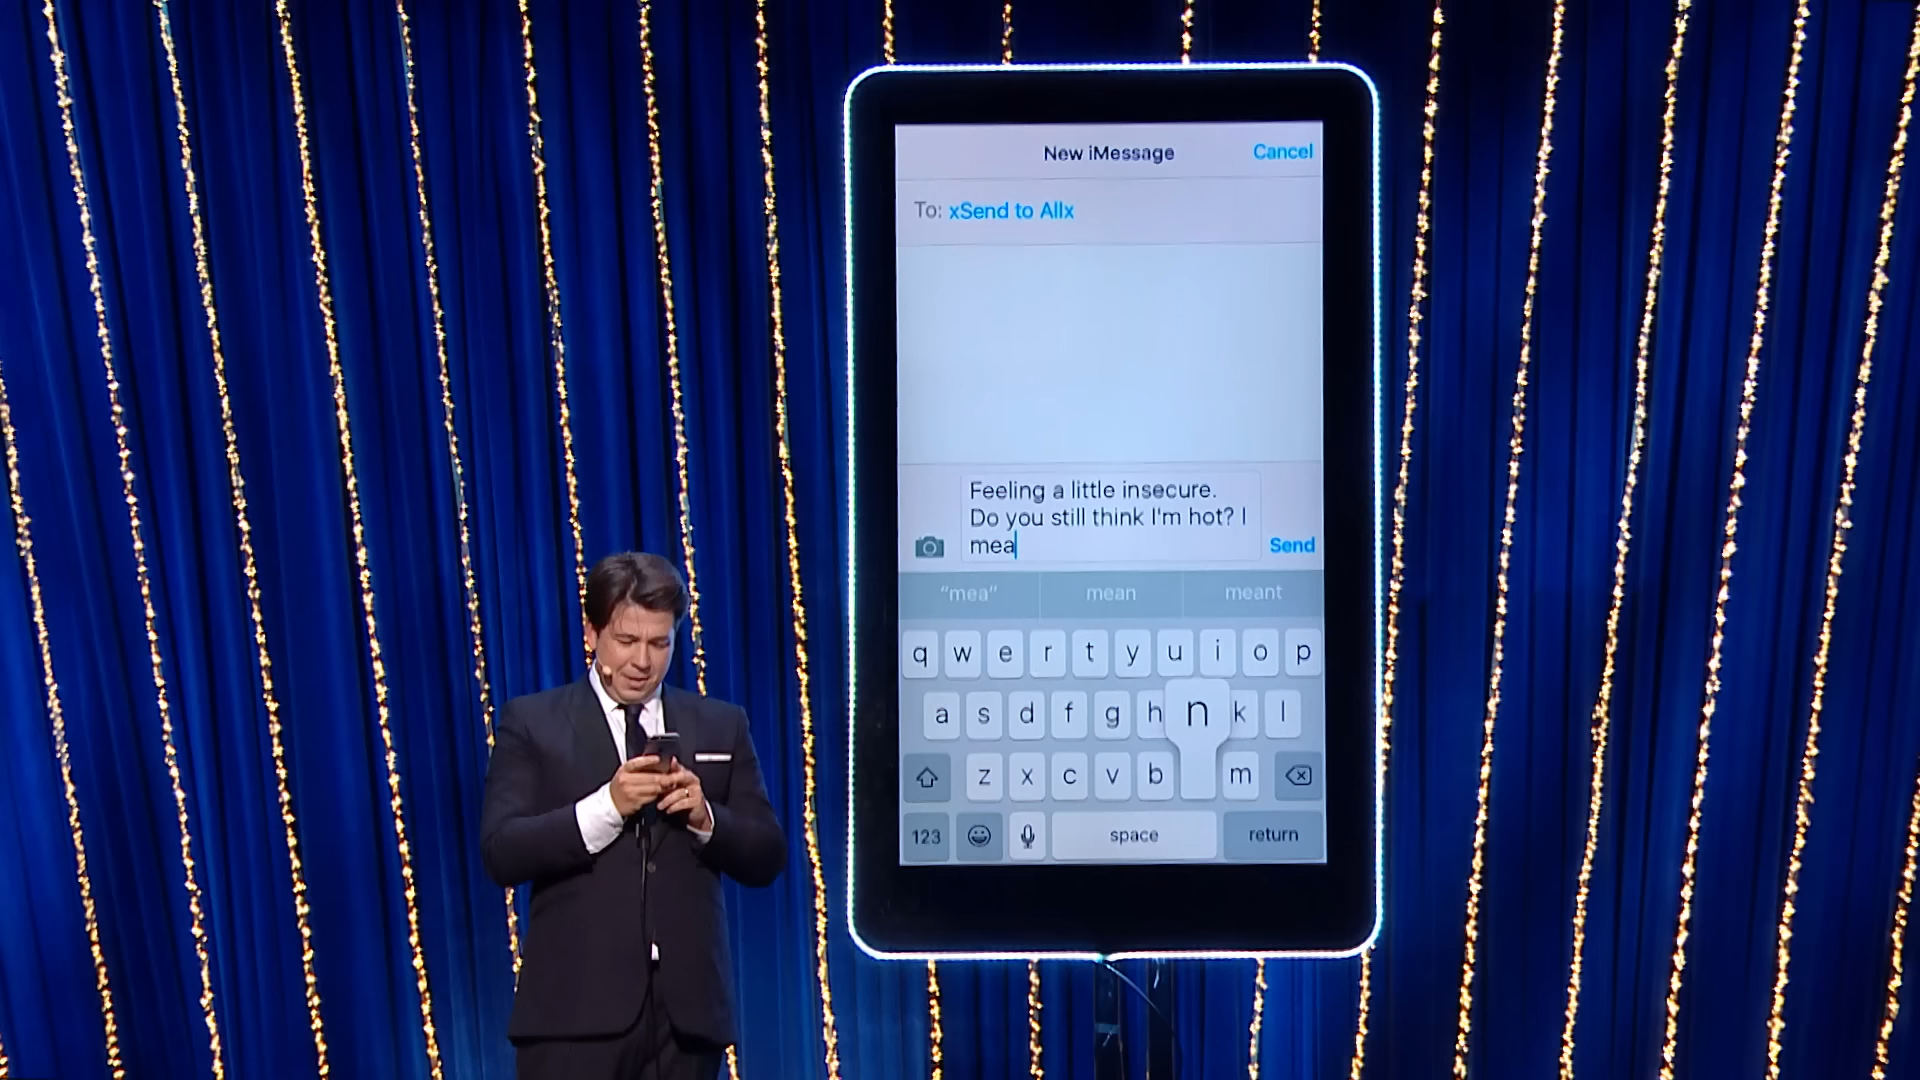 New iMessage Cancel
To: xSend to Allx
Feeling a little insecure.
Do you still think I'm hot? I
mea
Send
"mea" mean meant
q w e r t y u i o p
a s d f g h n k l
z x c v b m
123 space return